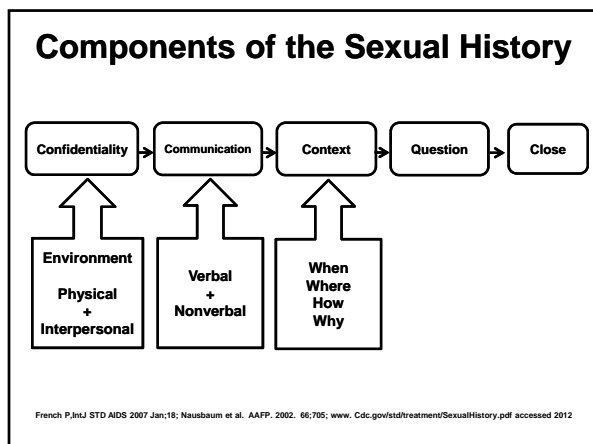 Components of the Sexual History
Confidentiality
Communication
Context
Question
Close
Environment
Physical
+
Interpersonal
Verbal
+
Nonverbal
When
Where
How
Why
French P,IntJ STD AIDS 2007 Jan;18; Nausbaum et al. AAFP. 2002. 66;705; www. Cdc.gov/std/treatment/SexualHistory.pdf accessed 2012